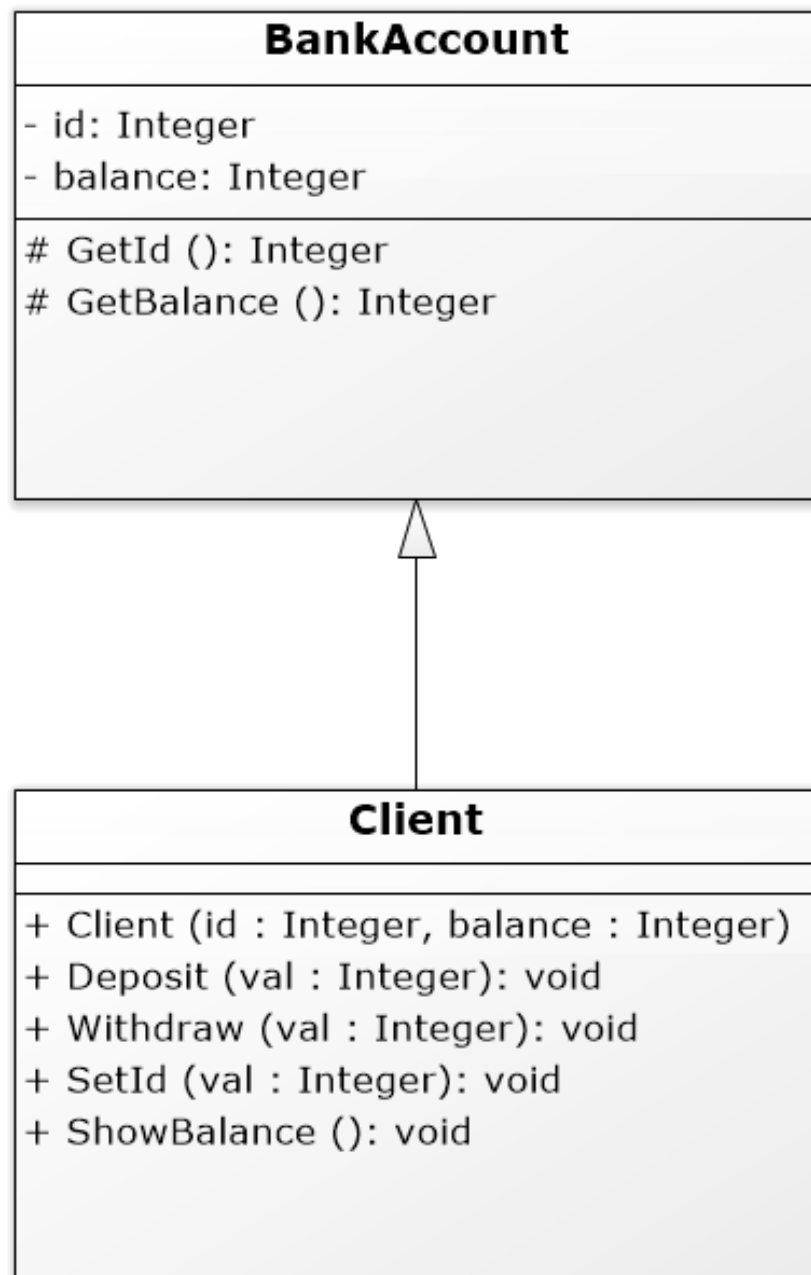 BankAccount
- id: Integer
- balance: Integer
# GetId (): Integer
# GetBalance (): Integer
Client
+ Client (id : Integer, balance : Integer)
+ Deposit (val : Integer): void
+ Withdraw (val : Integer): void
+ SetId (val : Integer): void
+ ShowBalance (): void